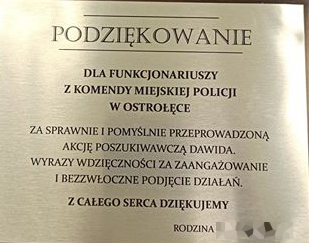 PODZIĘKOWANIE
DLA FUNKCJONARIUSZY
Z KOMENDY MIEJSKIEJ POLICJI
W OSTROŁĘCE
ZA SPRAWNIE I POMYŚLNIE PRZEPROWADZONĄ
AKCJĘ POSZUKIWAWCZĄ DAWIDA.
WYRAZY WDZIĘCZNOŚCI ZA ZAANGAŻOWANIE
I BEZZWŁOCZNE PODJĘCIE DZIAŁAŃ.
Z CAŁEGO SERCA DZIĘKUJEMY
RODZINA